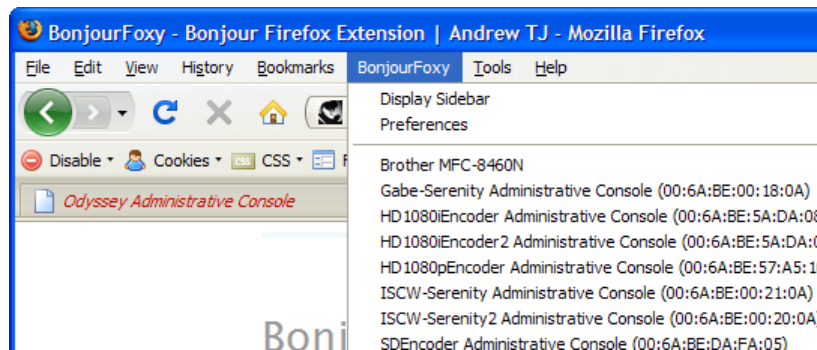 BonjourFoxy - Bonjour Firefox Extension | Andrew TJ - Mozilla Firefox
File Edit View History Bookmarks BonjourFoxy Tools Help
Display Sidebar
Preferences
Disable Cookies CSS F
Brother MFC-8460N
Gabe-Serenity Administrative Console (00:6A:BE:00:18:0A)
Odyssey Administrative Console
HD1080iEncoder Administrative Console (00:6A:BE:5A:DA:08
HD1080iEncoder2 Administrative Console (00:6A:BE:5A:DA:0
HD1080pEncoder Administrative Console (00:6A:BE:57:A5:1
ISCW-Serenity Administrative Console (00:6A:BE:00:21:0A)
ISCW-Serenity2 Administrative Console (00:6A:BE:00:20:0A)
Bonj
SDEncoder Administrative Console (00:6A:BE:DA:FA:05)